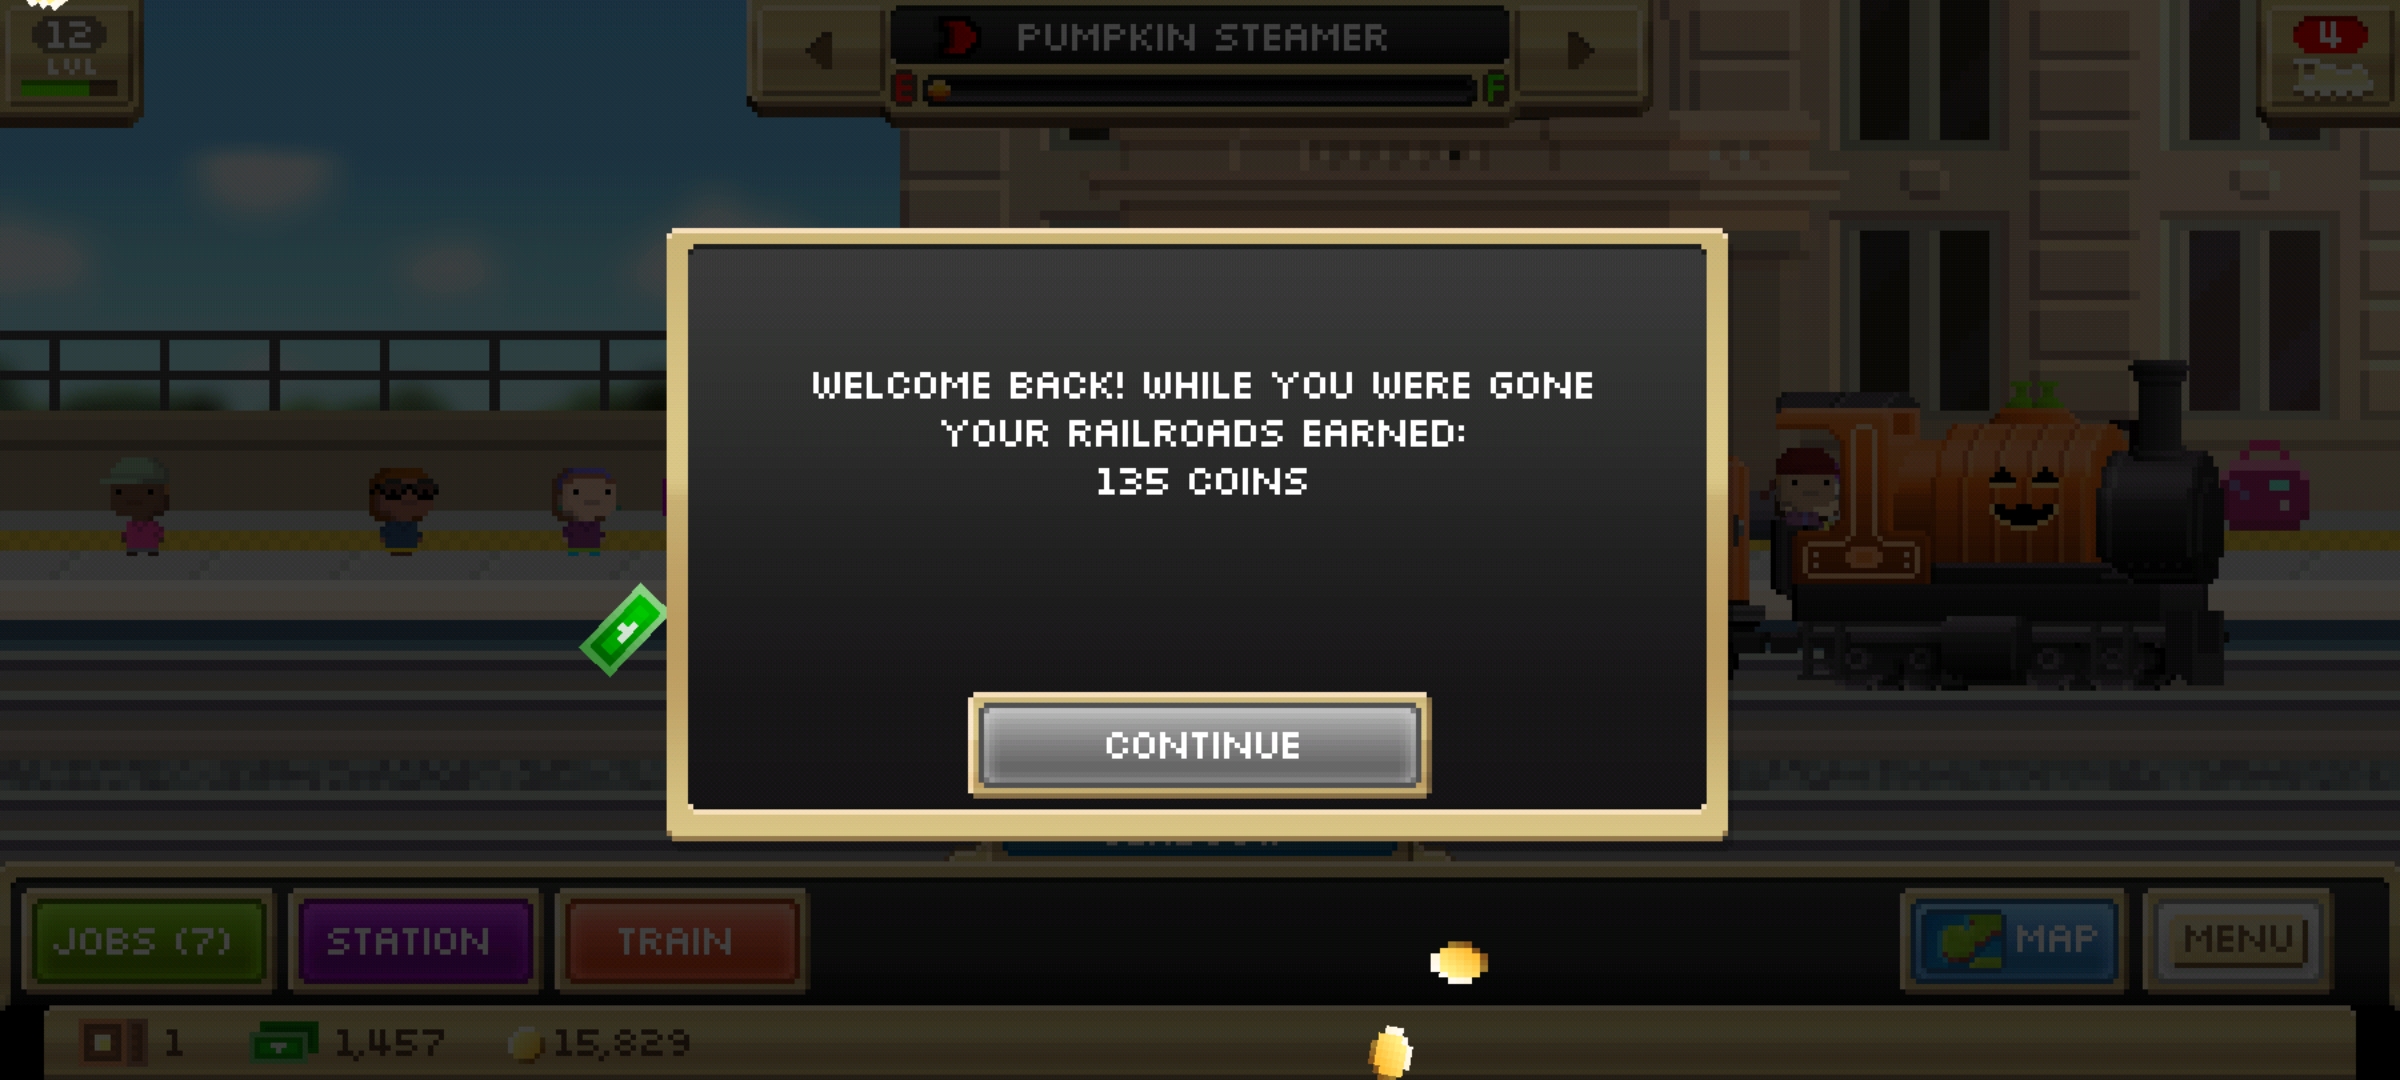 12
LVL
PUMPKIN STEAMER
E
F
4
WELCOME BACK! WHILE YOU WERE GONE
YOUR RAILROADS EARNED:
135 COINS
CONTINUE
JOBS (7)
STATION
TRAIN
MAP
MENU
1
1,457
15,829